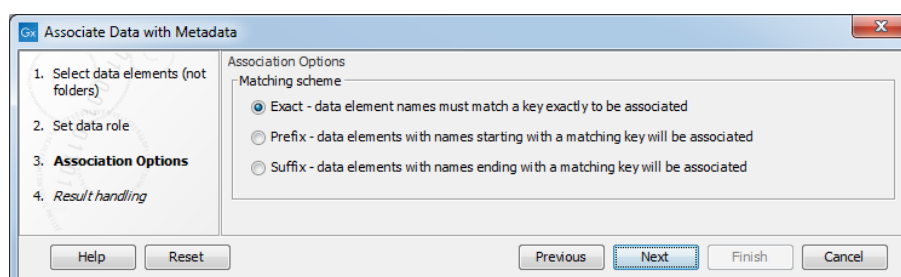 Gx Associate Data with Metadata
1. Select data elements (not
folders)
2. Set data role
3. Association Options
4. Result handling
Association Options
Matching scheme
Exact - data element names must match a key exactly to be associated
Prefix - data elements with names starting with a matching key will be associated
Suffix - data elements with names ending with a matching key will be associated
Help Reset Previous Next Finish Cancel